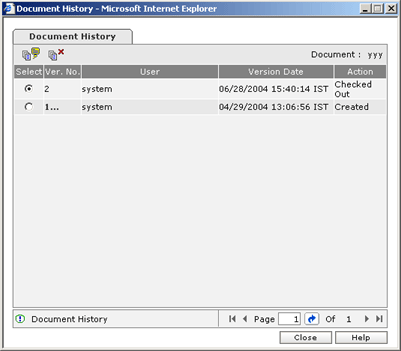 Document History - Microsoft Internet Explorer
Document History
Document : yyy
Select Ver. No. User Version Date Action
2 system 06/28/2004 15:40:14 IST Checked Out
1... system 04/29/2004 13:06:56 IST Created
Document History Page 1 Of 1
Close Help